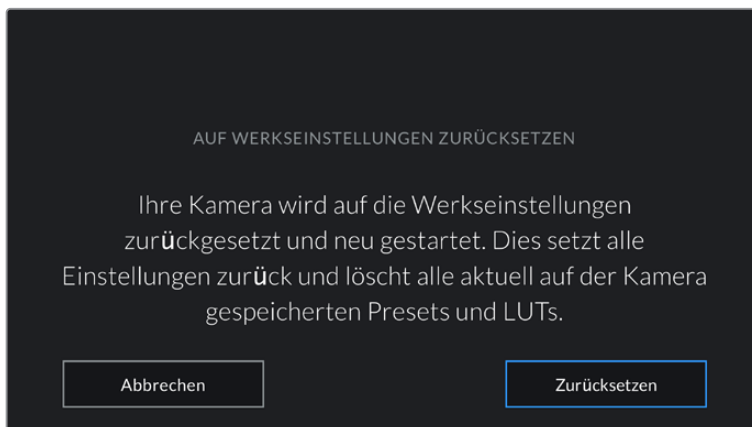 AUF WERKSEINSTELLUNGEN ZURÜCKSETZEN
Ihre Kamera wird auf die Werkseinstellungen
zurückgesetzt und neu gestartet. Dies setzt alle
Einstellungen zurück und löscht alle aktuell auf der Kamera
gespeicherten Presets und LUTs.
Abbrechen
Zurücksetzen